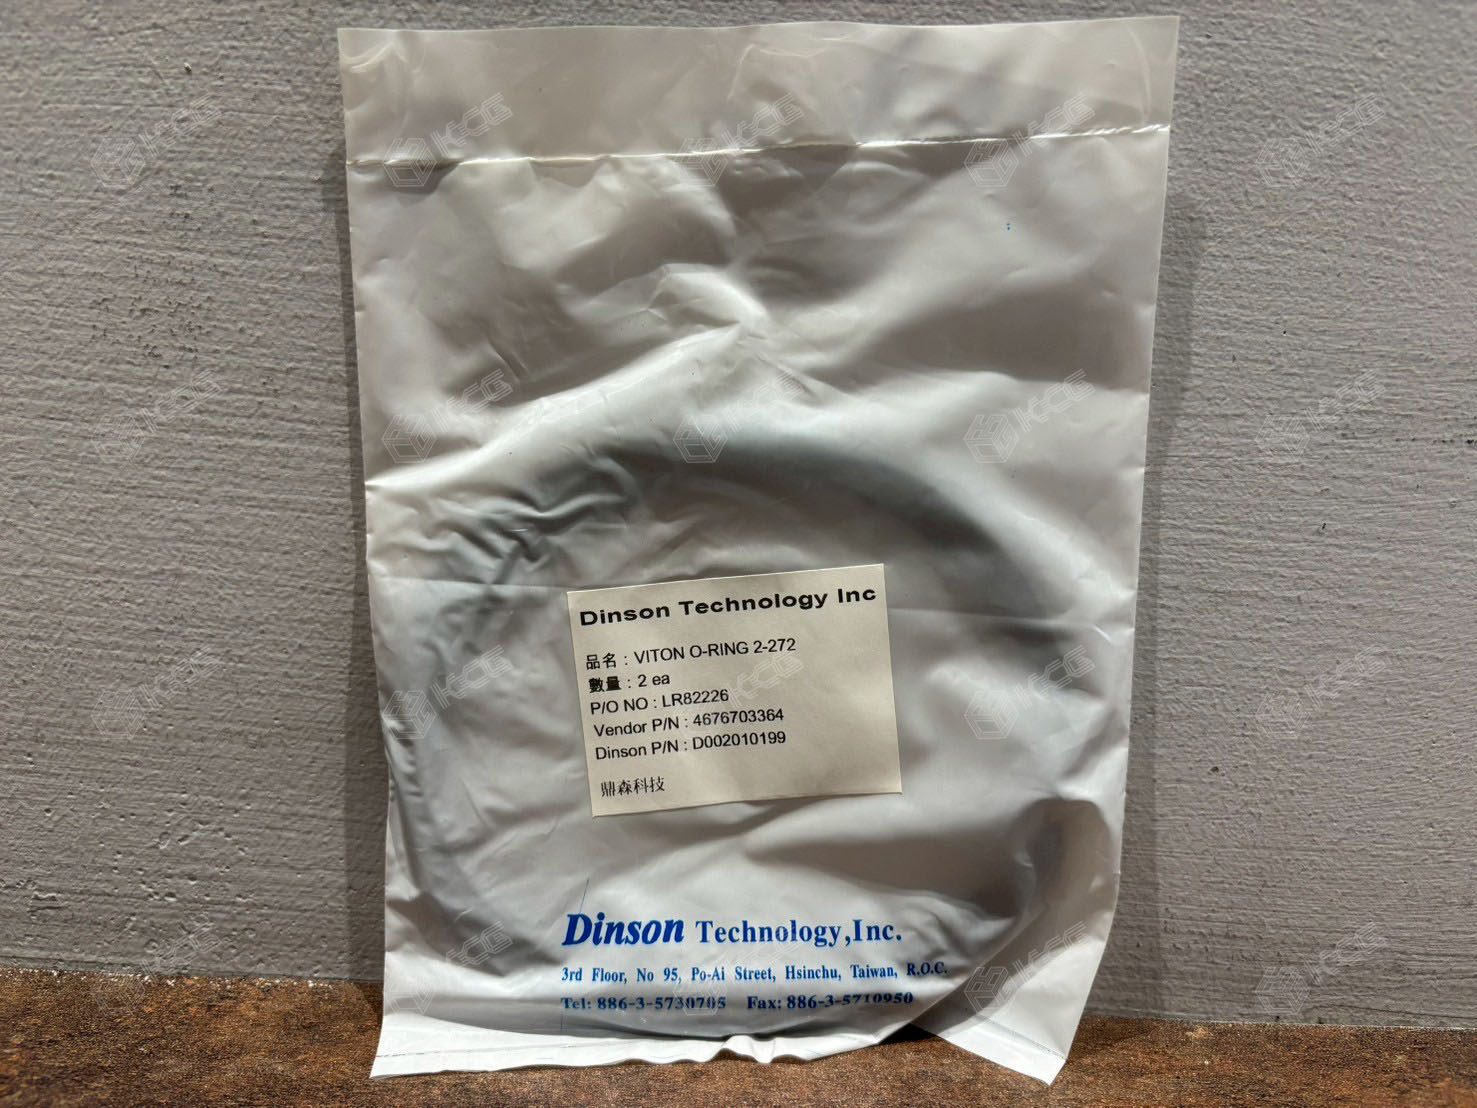 Dinson Technology Inc
品名 : VITON O-RING 2-272
數量 : 2 ea
P/O NO : LR82226
Vendor P/N : 4676703364
Dinson P/N : D002010199
鼎森科技
Dinson Technology,Inc.
3rd Floor, No 95, Po-Ai Street, Hsinchu, Taiwan, R.O.C.
Tel: 886-3-5730705 Fax: 886-3-5710950
KCG